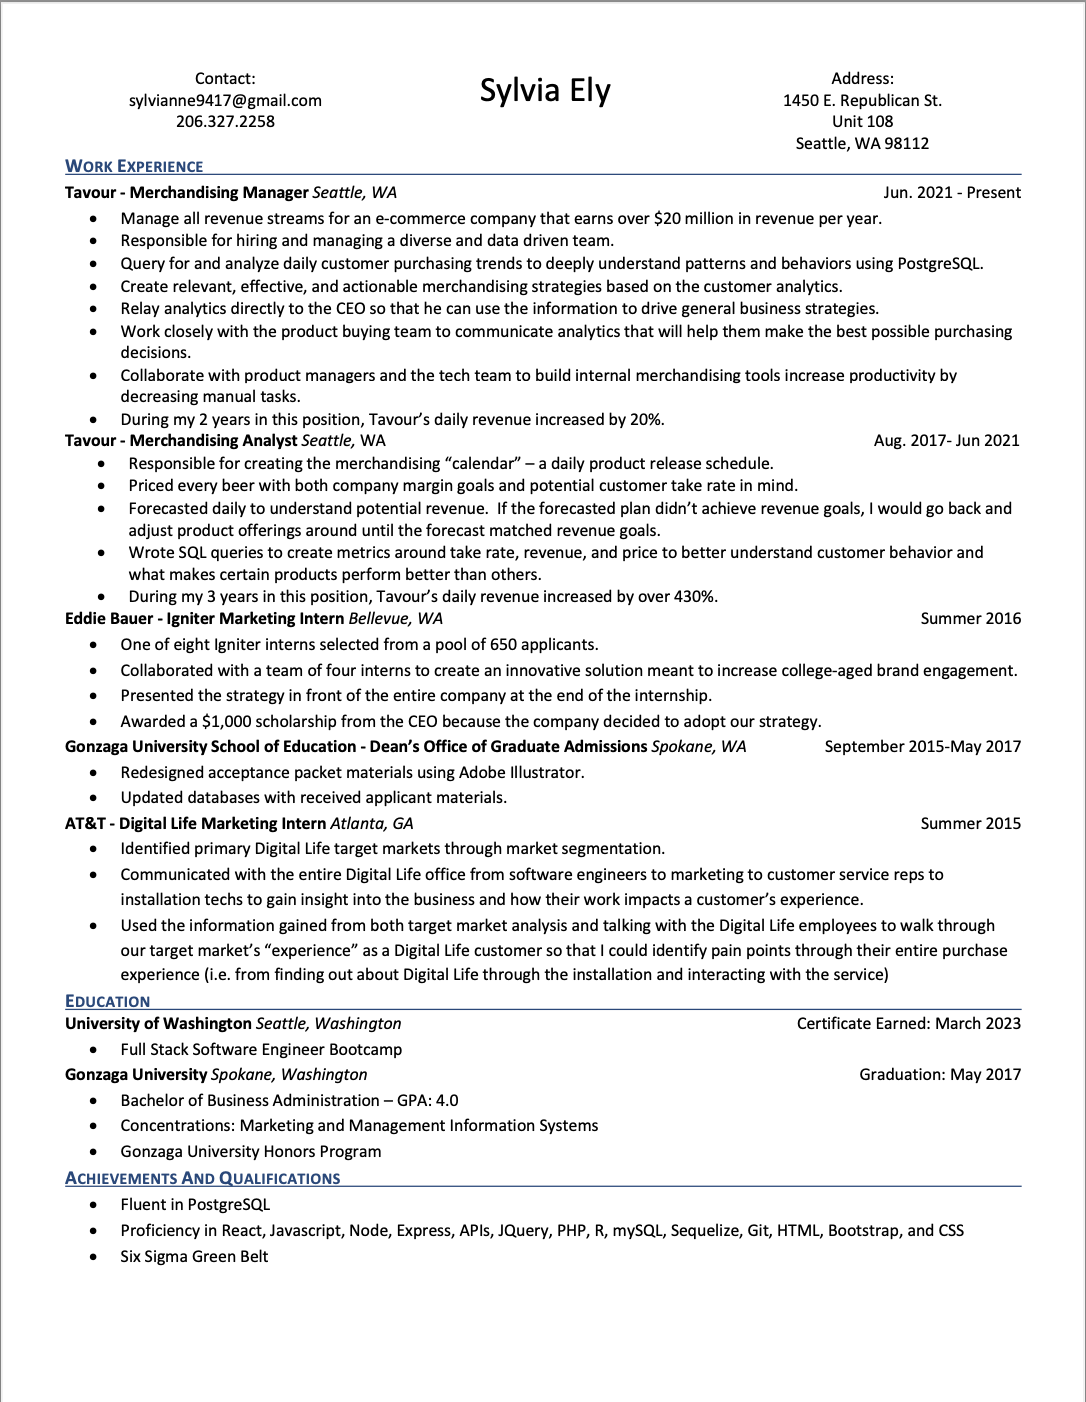 Contact:
sylvianne9417@gmail.com
206.327.2258
Sylvia Ely
Address:
1450 E. Republican St.
Unit 108
Seattle, WA 98112
WORK EXPERIENCE
Tavour - Merchandising Manager Seattle, WA Jun. 2021 - Present
• Manage all revenue streams for an e-commerce company that earns over $20 million in revenue per year.
• Responsible for hiring and managing a diverse and data driven team.
• Query for and analyze daily customer purchasing trends to deeply understand patterns and behaviors using PostgreSQL.
• Create relevant, effective, and actionable merchandising strategies based on the customer analytics.
• Relay analytics directly to the CEO so that he can use the information to drive general business strategies.
• Work closely with the product buying team to communicate analytics that will help them make the best possible purchasing
decisions.
• Collaborate with product managers and the tech team to build internal merchandising tools increase productivity by
decreasing manual tasks.
• During my 2 years in this position, Tavour’s daily revenue increased by 20%.
Tavour - Merchandising Analyst Seattle, WA Aug. 2017- Jun 2021
• Responsible for creating the merchandising “calendar” – a daily product release schedule.
• Priced every beer with both company margin goals and potential customer take rate in mind.
• Forecasted daily to understand potential revenue.  If the forecasted plan didn’t achieve revenue goals, I would go back and
adjust product offerings around until the forecast matched revenue goals.
• Wrote SQL queries to create metrics around take rate, revenue, and price to better understand customer behavior and
what makes certain products perform better than others.
• During my 3 years in this position, Tavour’s daily revenue increased by over 430%.
Eddie Bauer - Igniter Marketing Intern Bellevue, WA Summer 2016
• One of eight Igniter interns selected from a pool of 650 applicants.
• Collaborated with a team of four interns to create an innovative solution meant to increase college-aged brand engagement.
• Presented the strategy in front of the entire company at the end of the internship.
• Awarded a $1,000 scholarship from the CEO because the company decided to adopt our strategy.
Gonzaga University School of Education - Dean’s Office of Graduate Admissions Spokane, WA September 2015-May 2017
• Redesigned acceptance packet materials using Adobe Illustrator.
• Updated databases with received applicant materials.
AT&T - Digital Life Marketing Intern Atlanta, GA Summer 2015
• Identified primary Digital Life target markets through market segmentation.
• Communicated with the entire Digital Life office from software engineers to marketing to customer service reps to
installation techs to gain insight into the business and how their work impacts a customer’s experience.
• Used the information gained from both target market analysis and talking with the Digital Life employees to walk through
our target market’s “experience” as a Digital Life customer so that I could identify pain points through their entire purchase
experience (i.e. from finding out about Digital Life through the installation and interacting with the service)
EDUCATION
University of Washington Seattle, Washington Certificate Earned: March 2023
• Full Stack Software Engineer Bootcamp
Gonzaga University Spokane, Washington Graduation: May 2017
• Bachelor of Business Administration – GPA: 4.0
• Concentrations: Marketing and Management Information Systems
• Gonzaga University Honors Program
ACHIEVEMENTS AND QUALIFICATIONS
• Fluent in PostgreSQL
• Proficiency in React, Javascript, Node, Express, APIs, JQuery, PHP, R, mySQL, Sequelize, Git, HTML, Bootstrap, and CSS
• Six Sigma Green Belt